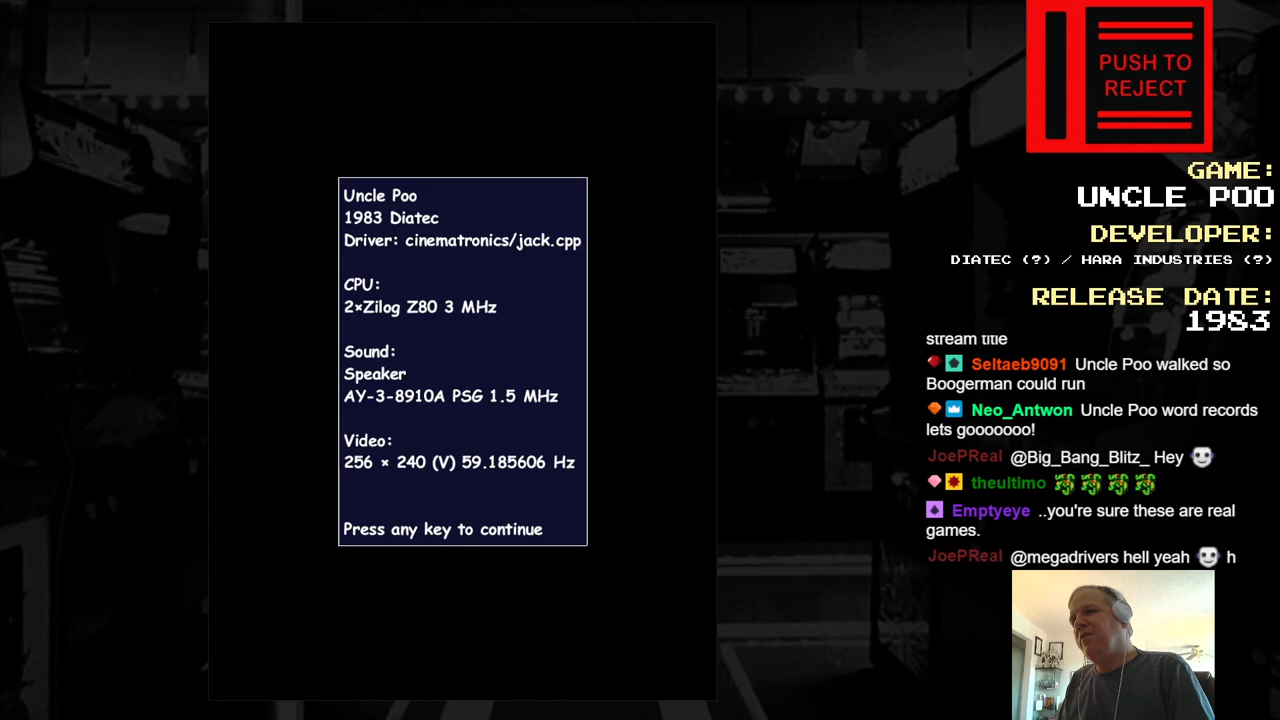 Uncle Poo
1983 Diatec
Driver: cinematronics/jack.cpp
CPU:
2×Zilog Z80 3 MHz
Sound:
Speaker
AY-3-8910A PSG 1.5 MHz
Video:
256 × 240 (V) 59.185606 Hz
Press any key to continue
PUSH TO
REJECT
GAME:
UNCLE POO
DEVELOPER:
DIATEC (?) / HARA INDUSTRIES (?)
RELEASE DATE:
1983
stream title
Seltaeb9091 Uncle Poo walked so
Boogerman could run
Neo_Antwon Uncle Poo word records
lets gooooooo!
JoePReal @Big_Bang_Blitz_ Hey
theultimo
Emptyeye ..you're sure these are real
games.
JoePReal @megadrivers hell yeah h